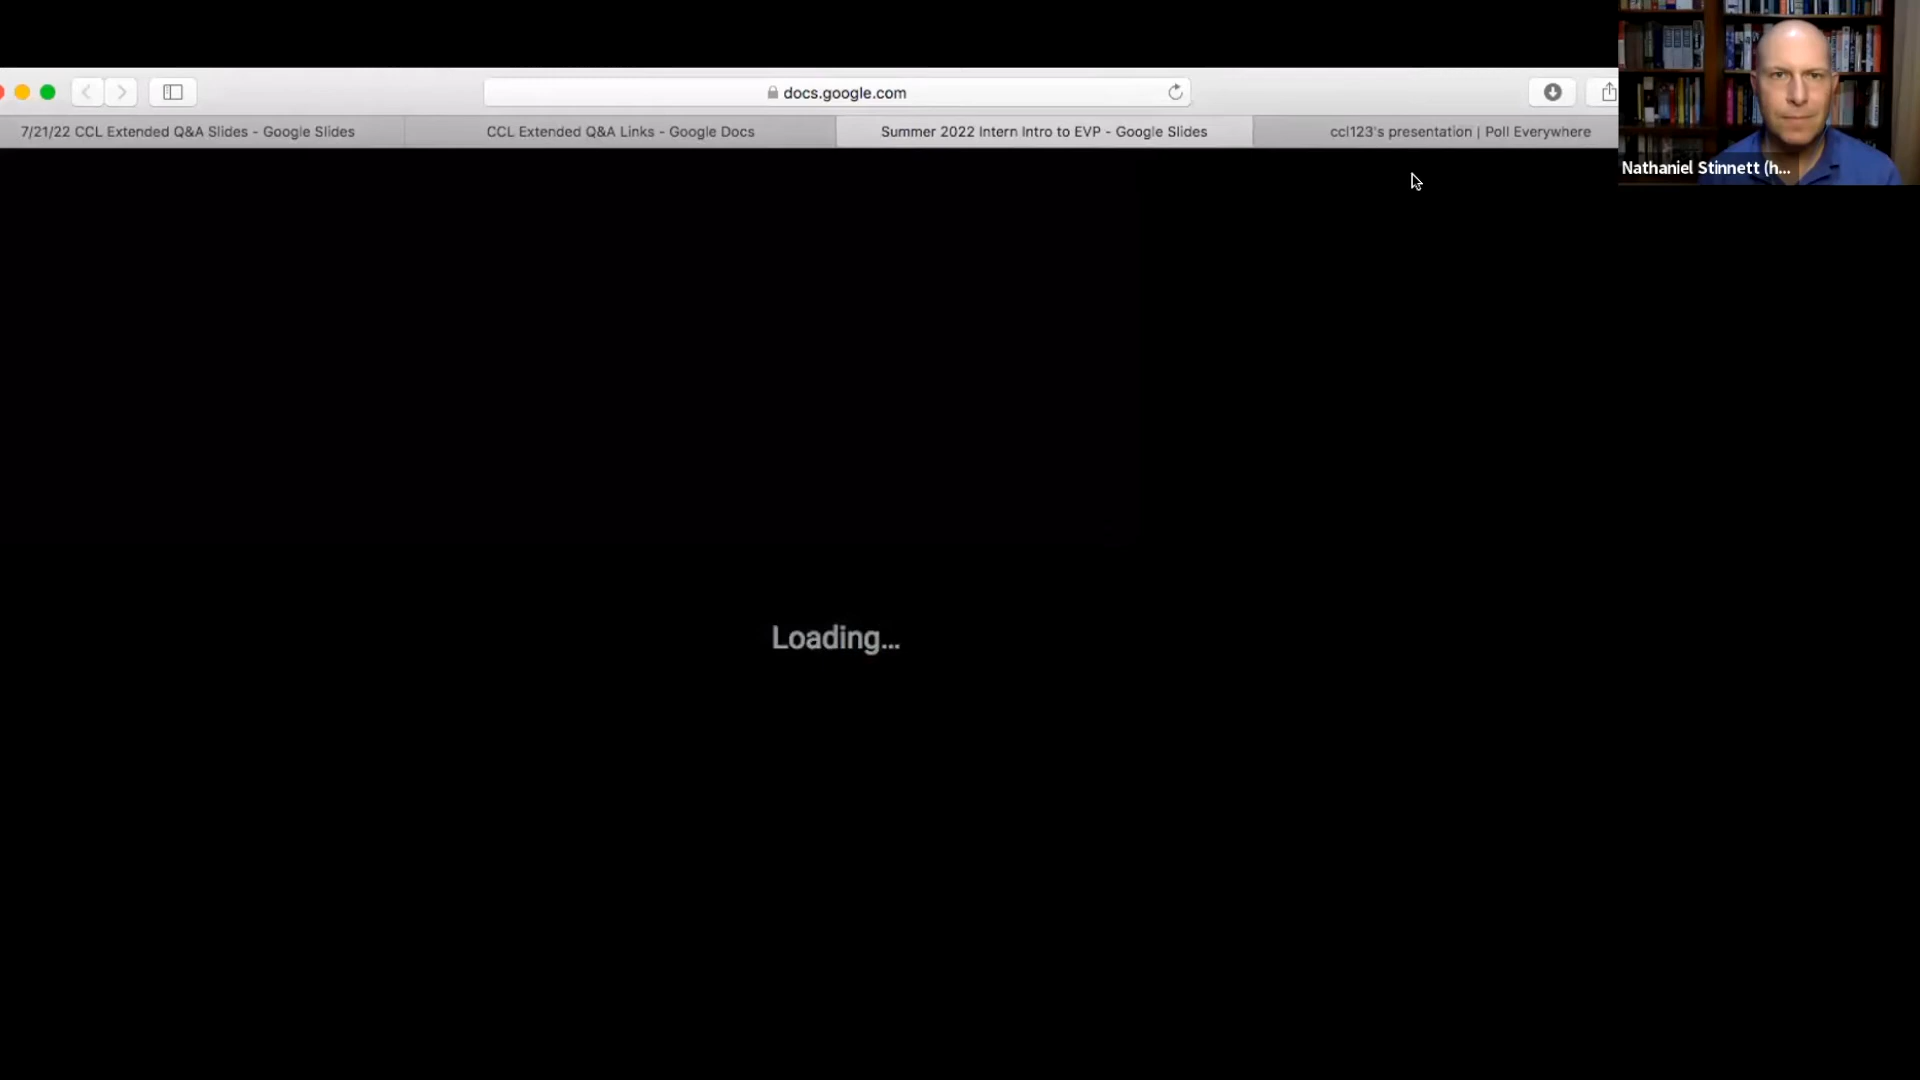 docs.google.com
7/21/22 CCL Extended Q&A Slides - Google Slides
CCL Extended Q&A Links - Google Docs
Summer 2022 Intern Intro to EVP - Google Slides
ccl123's presentation | Poll Everywhere
Nathaniel Stinnett (h...
Loading...